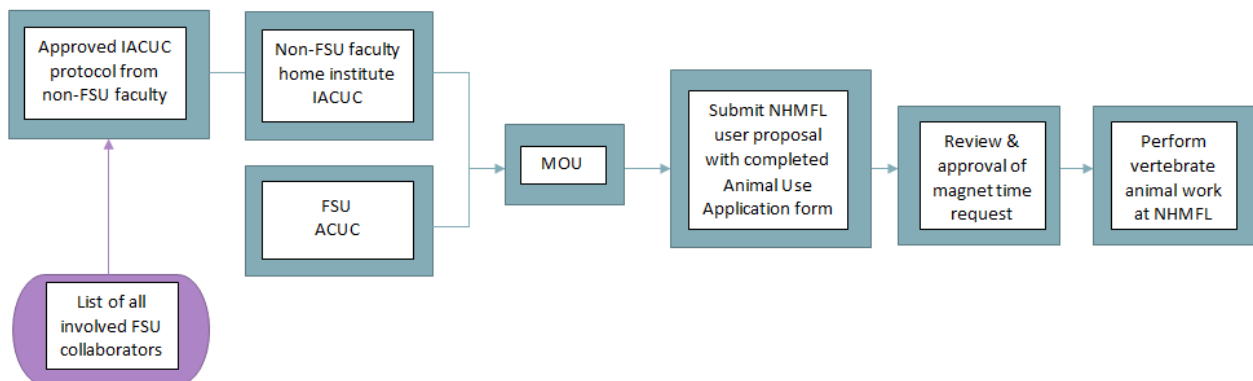 Approved IACUC
protocol from
non-FSU faculty
Non-FSU faculty
home institute
IACUC
FSU
ACUC
List of all
involved FSU
collaborators
MOU
Submit NHMFL
user proposal
with completed
Animal Use
Application form
Review &
approval of
magnet time
request
Perform
vertebrate
animal work
at NHMFL